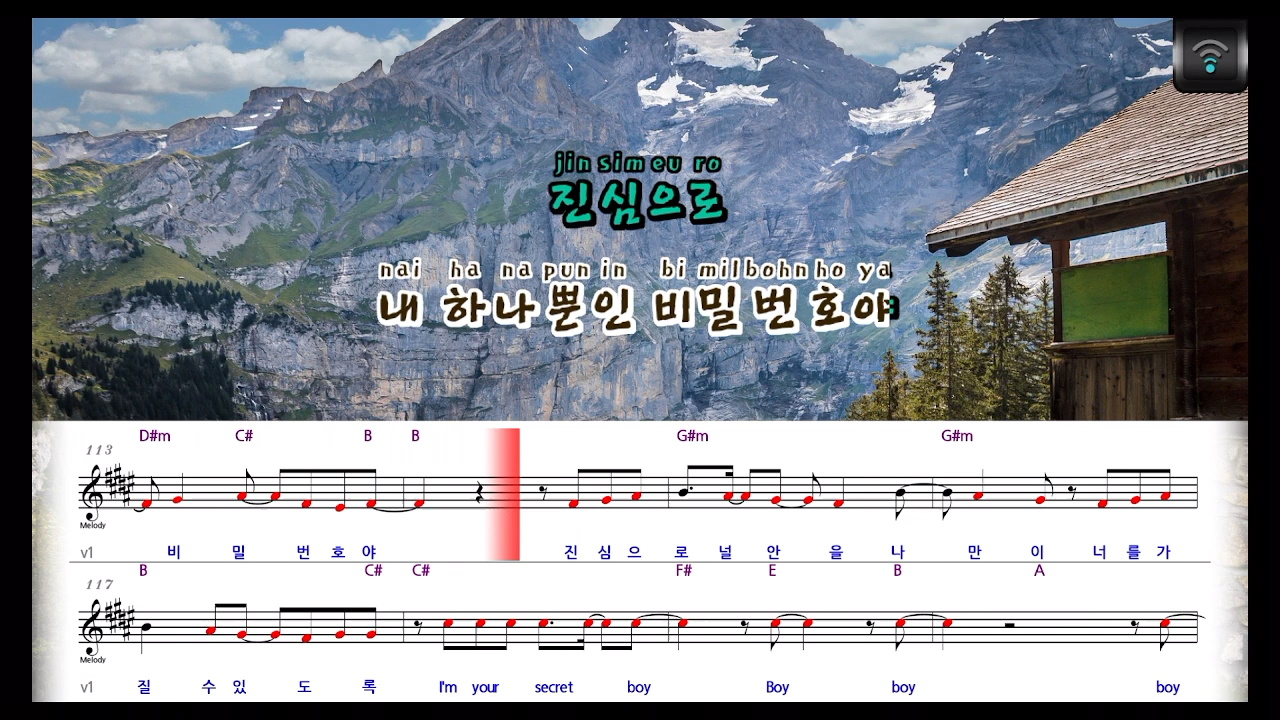 jin sim eu ro
진심으로
nai ha na pun in bi mil bohn ho ya
내 하나뿐인 비밀번호야
D#m C# B B G#m G#m
113
Melody
v1 비 밀 번 호 야 진 심 으 로 널 안 을 나 만 이 너 를 가
B C# C# F# E B A
117
Melody
v1 질 수 있 도 록 I'm your secret boy Boy boy boy